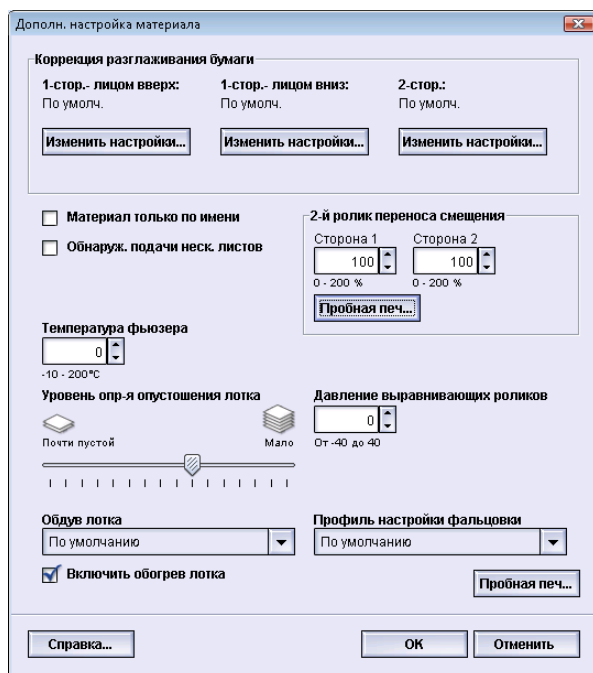 Дополн. настройка материала
Коррекция разглаживания бумаги
1-стор.- лицом вверх: 1-стор.- лицом вниз: 2-стор.:
По умолч. По умолч. По умолч.
Изменить настройки... Изменить настройки... Изменить настройки...
Материал только по имени
Обнаруж. подачи неск. листов
2-й ролик переноса смещения
Сторона 1 Сторона 2
100 100
0 - 200 % 0 - 200 %
Пробная печ...
Температура фьюзера
0
-10 - 200°C
Уровень опр-я опустошения лотка
Почти пустой Мало
Давление выравнивающих роликов
0
От -40 до 40
Обдув лотка
По умолчанию
Профиль настройки фальцовки
По умолчанию
Включить обогрев лотка
Пробная печ...
Справка... OK Отменить